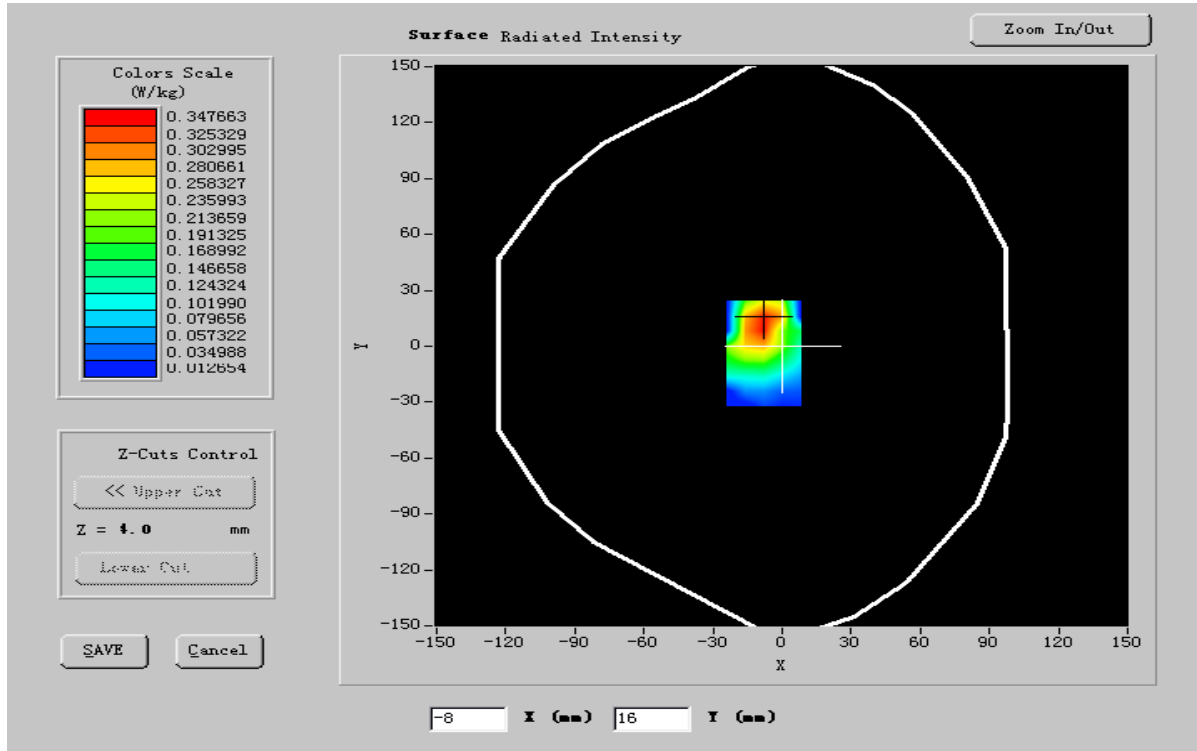 Surface Radiated Intensity
Zoom In/Out
Colors Scale
(W/kg)
0.347663
0.325329
0.302995
0.280661
0.258327
0.235993
0.213659
0.191325
0.168992
0.146658
0.124324
0.101990
0.079656
0.057322
0.034988
0.012654
Z-Cuts Control
<< Upper Cut
Z = 4.0 mm
Lower Cut
SAVE
Cancel
150
120
90
60
30
0
-30
-60
-90
-120
-150
Y
-150 -120 -90 -60 -30 0 30 60 90 120 150
X
-8 X (mm) 16 Y (mm)